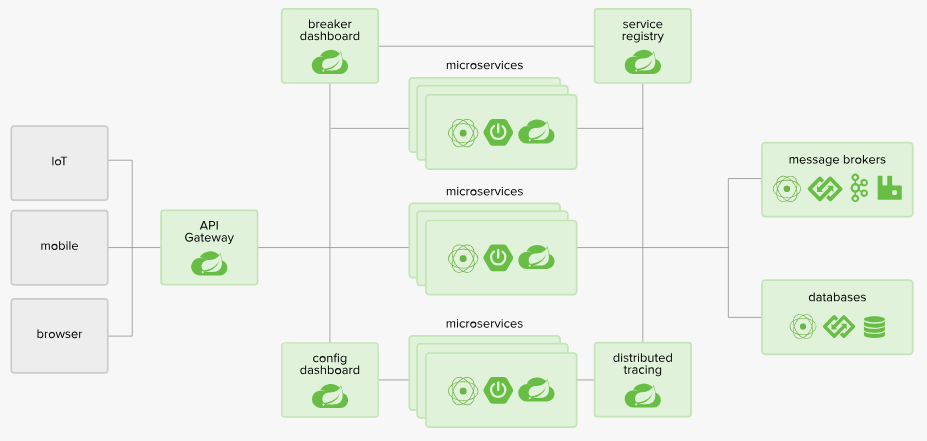 breaker
dashboard
service
registry
microservices
IoT
message brokers
microservices
API
Gateway
mobile
databases
microservices
browser
config
dashboard
distributed
tracing